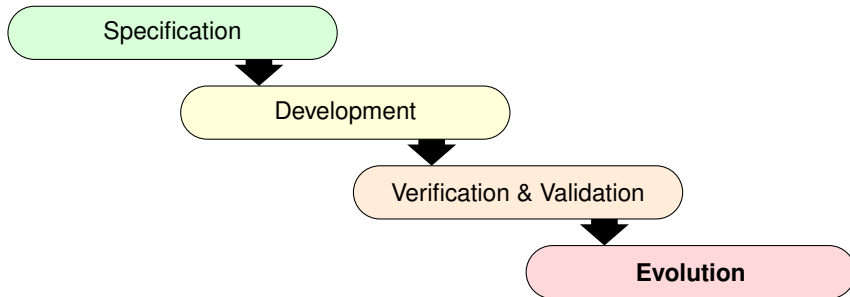 Specification
Development
Verification & Validation
Evolution